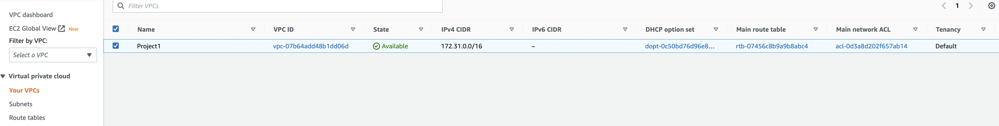 Filter VPCs
1
VPC dashboard
EC2 Global View New
Filter by VPC:
Select a VPC
Virtual private cloud
Your VPCs
Subnets
Route tables
Name VPC ID State IPv4 CIDR IPv6 CIDR DHCP option set Main route table Main network ACL Tenancy
Project1 vpc-07b64add48b1dd06d Available 172.31.0.0/16 – dopt-0c50bd76d96e8... rtb-07456c8b9a9b8abc4 acl-0d3a8d202f657ab14 Default